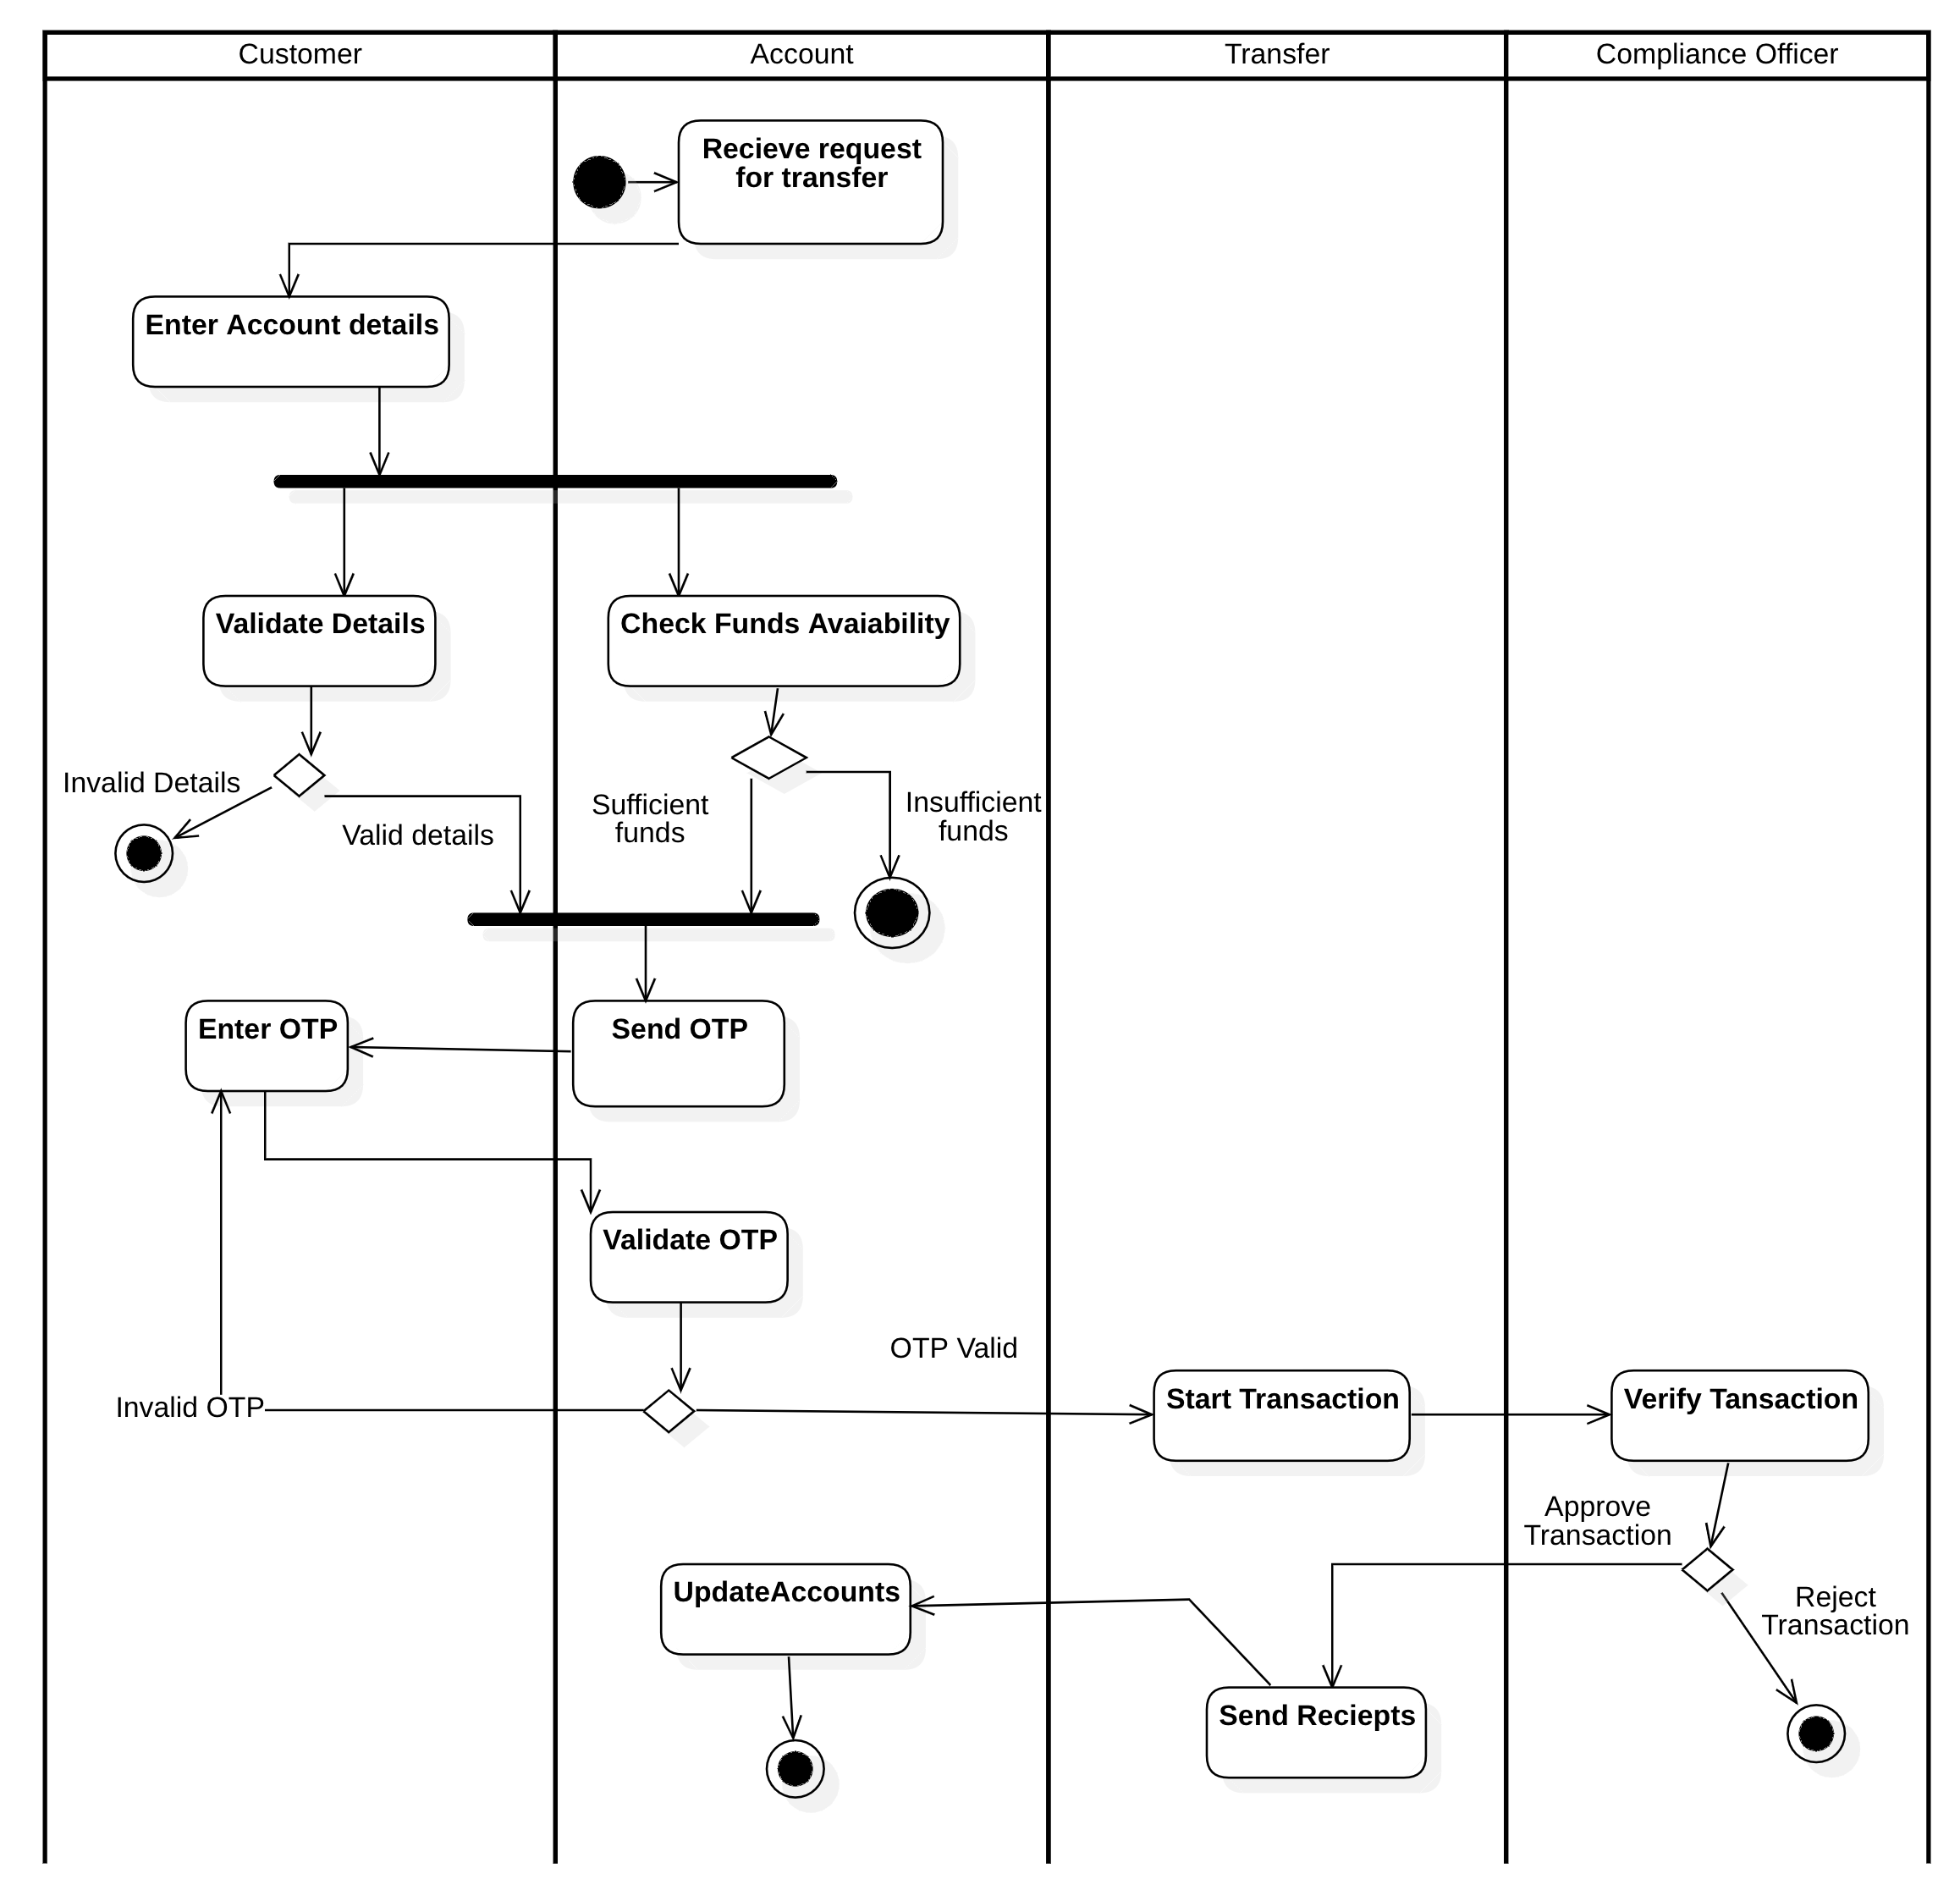 Customer
Account
Transfer
Compliance Officer
Recieve request
for transfer
Enter Account details
Validate Details
Check Funds Avaiability
Invalid Details
Valid details
Sufficient
funds
Insufficient
funds
Enter OTP
Send OTP
Validate OTP
OTP Valid
Invalid OTP
Start Transaction
Verify Tansaction
Approve
Transaction
UpdateAccounts
Reject
Transaction
Send Reciepts